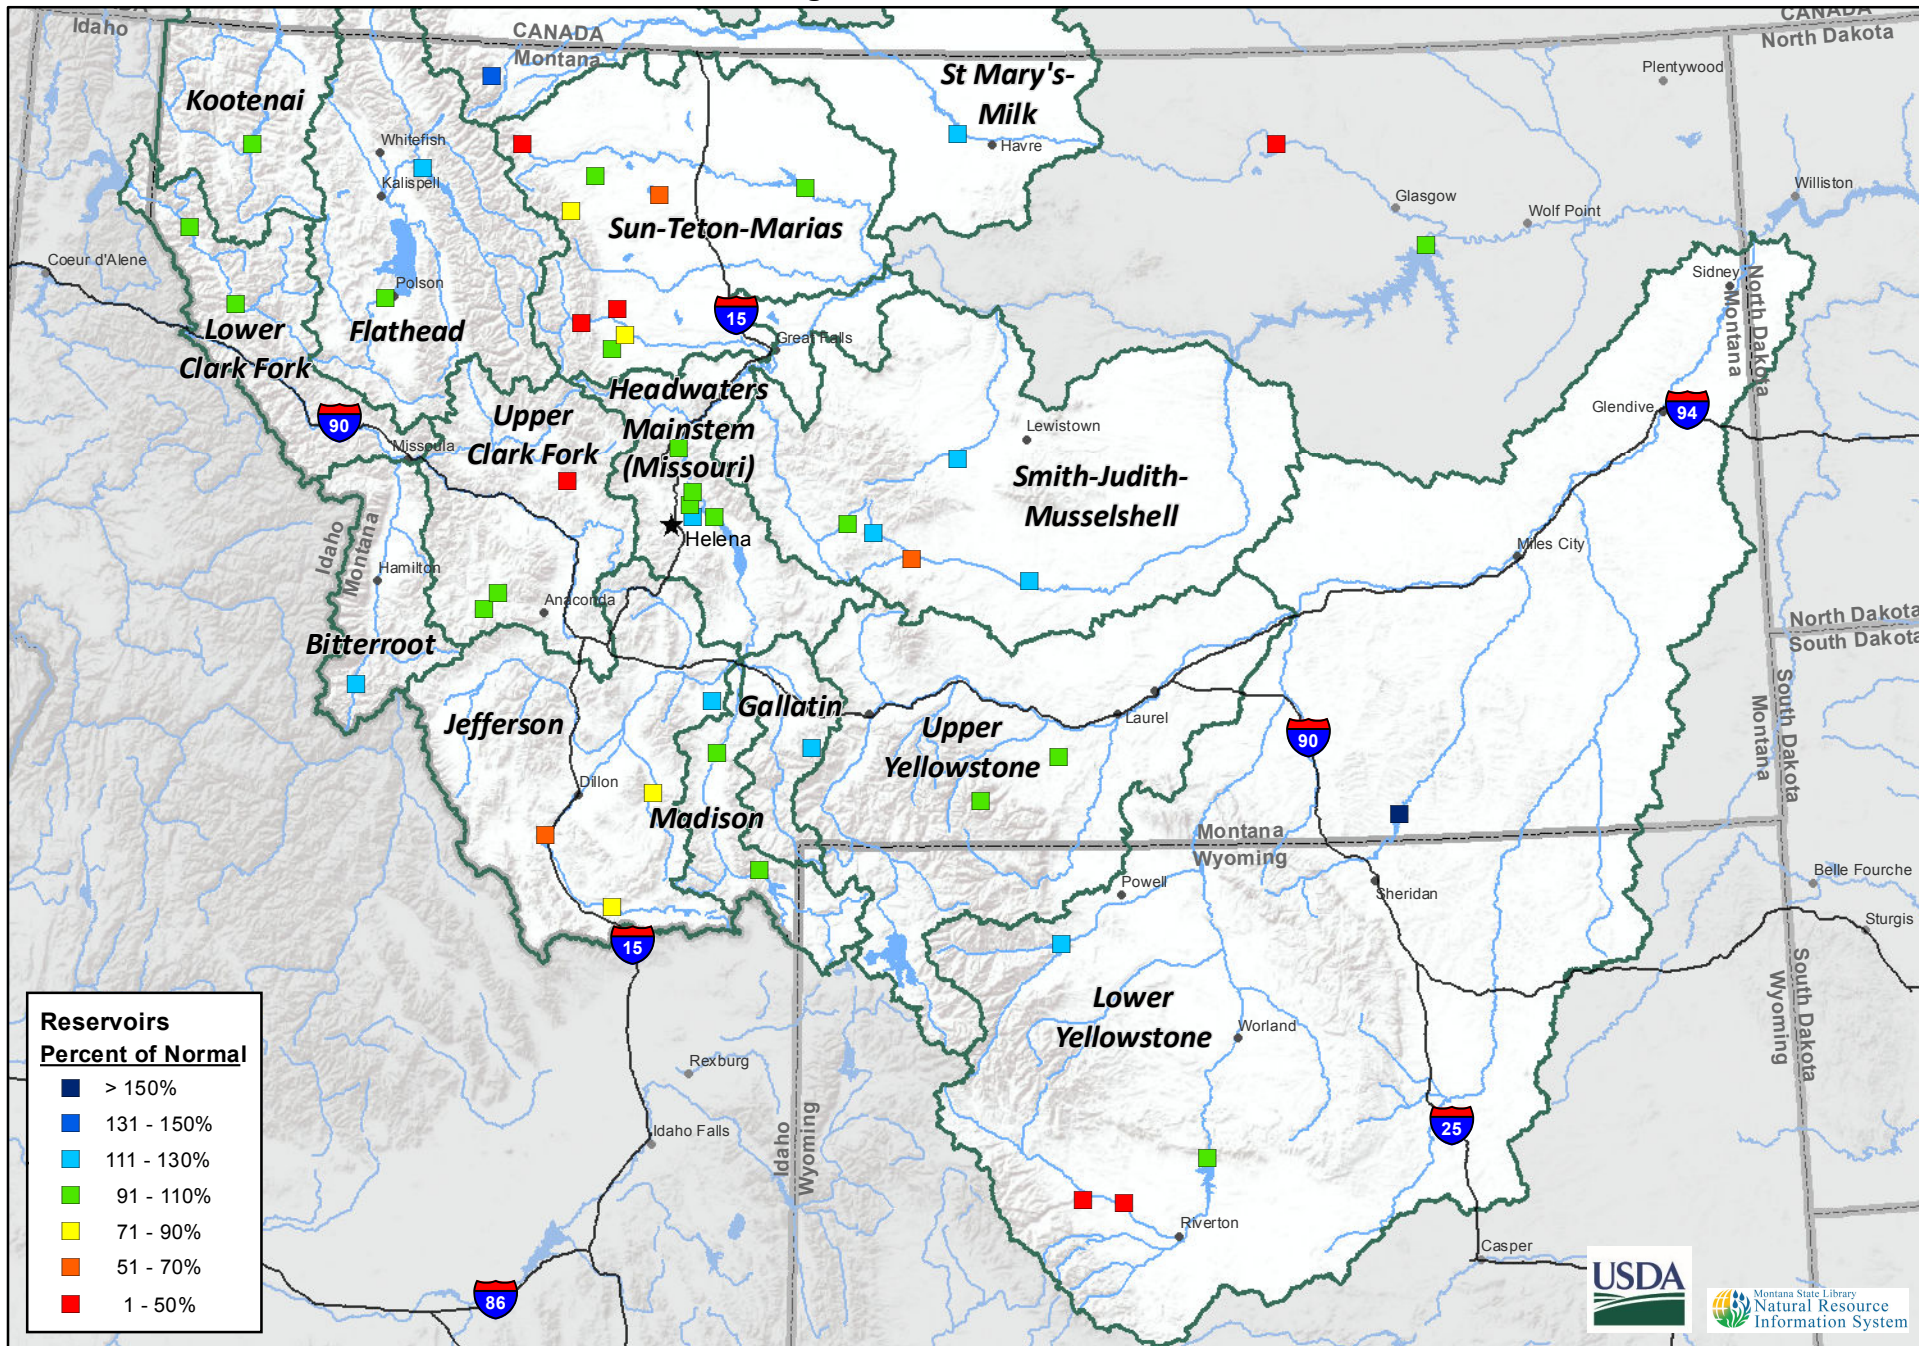 Idaho
CANADA
Montana
CANADA
North Dakota
Plentywood
St Mary's-
Milk
Kootenai
Whitefish
Havre
Kalispell
Glasgow
Williston
Wolf Point
Sun-Teton-Marias
Coeur d'Alene
Polson
Sidney
North Dakota
Montana
15
Great Falls
Lower
Clark Fork
Flathead
Headwaters
Mainstem
(Missouri)
Upper
Clark Fork
90
Missoula
Lewistown
Glendive
94
Smith-Judith-
Musselshell
Helena
Idaho
Montana
Hamilton
Anaconda
Miles City
North Dakota
South Dakota
Bitterroot
Jefferson
Gallatin
Laurel
Upper
Yellowstone
90
South Dakota
Montana
Dillon
Madison
Montana
Wyoming
Powell
Sheridan
Belle Fourche
Sturgis
15
South Dakota
Wyoming
Lower
Yellowstone
Worland
Rexburg
Idaho Falls
Idaho
Wyoming
25
Riverton
Casper
86
Reservoirs
Percent of Normal
> 150%
131 - 150%
111 - 130%
91 - 110%
71 - 90%
51 - 70%
1 - 50%
USDA
Montana State Library
Natural Resource
Information System